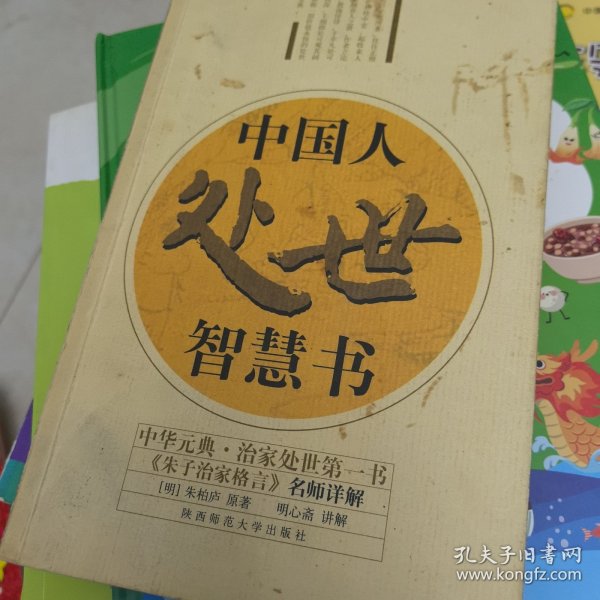 中国人
处世
智慧书
中华元典·治家处世第一书
《朱子治家格言》名师详解
[明]朱柏庐 原著 明心斋 讲解
陕西师范大学出版社
孔夫子旧书网
www.kongfz.com